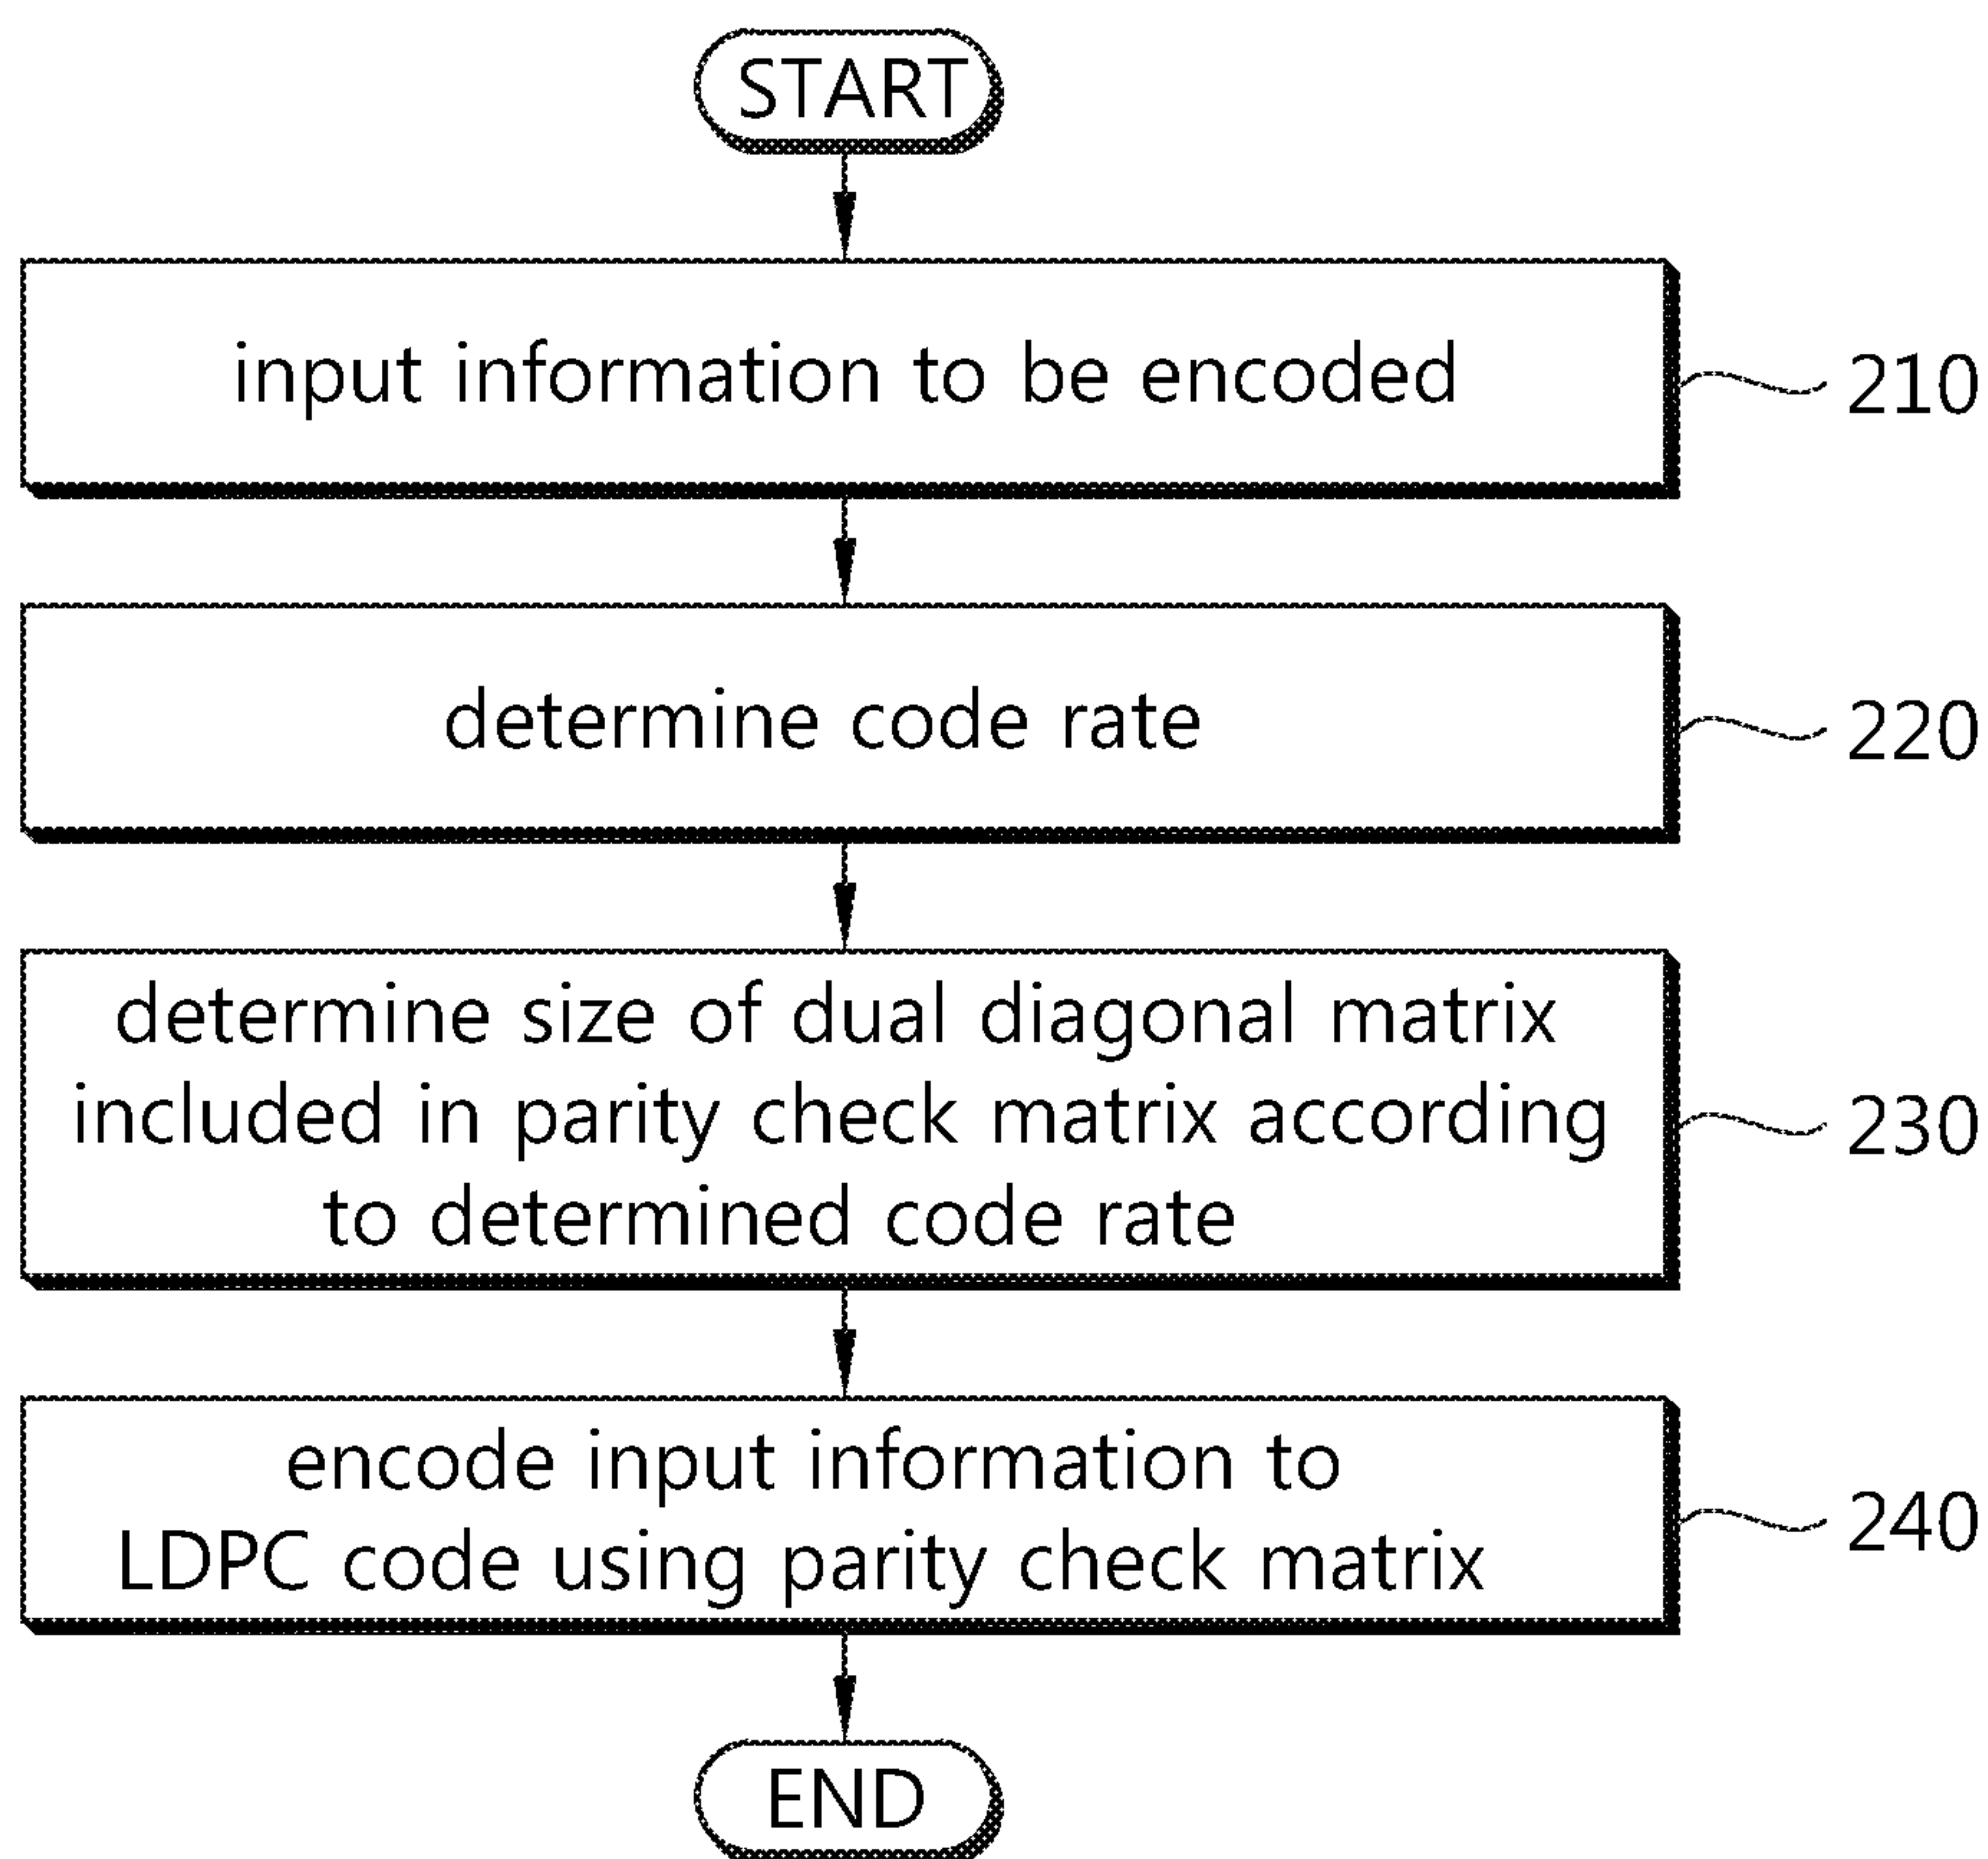 START
input information to be encoded
210
determine code rate
220
determine size of dual diagonal matrix
included in parity check matrix according
to determined code rate
230
encode input information to
LDPC code using parity check matrix
240
END